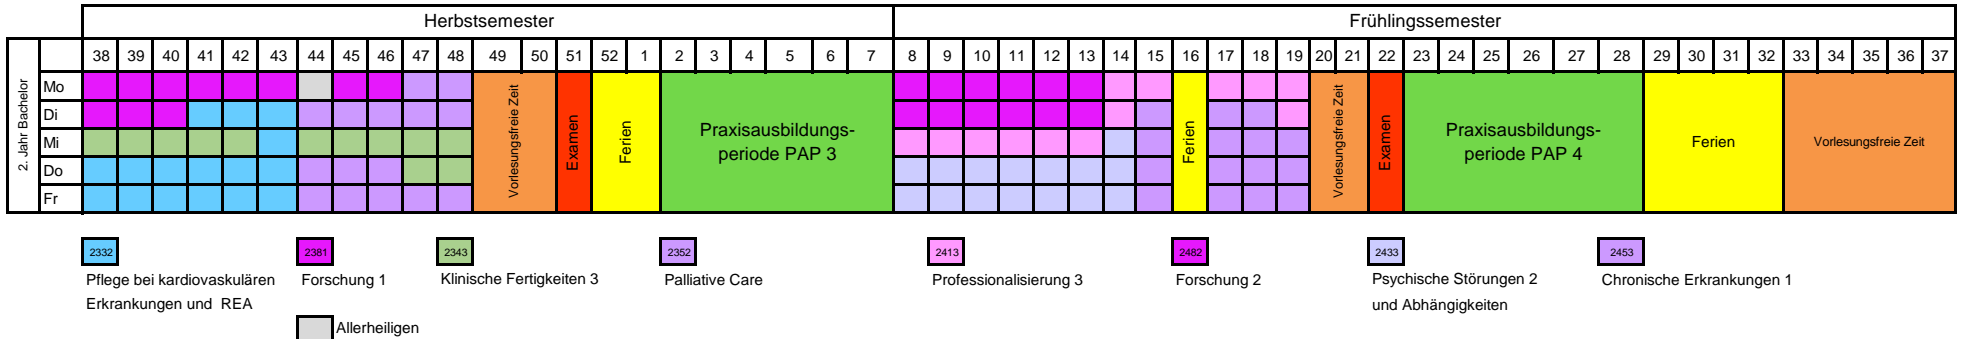 Herbstsemester Frühlingssemester
38 39 40 41 42 43 44 45 46 47 48 49 50 51 52 1 2 3 4 5 6 7 8 9 10 11 12 13 14 15 16 17 18 19 20 21 22 23 24 25 26 27 28 29 30 31 32 33 34 35 36 37
2. Jahr Bachelor
Mo
Di
Mi
Do
Fr
Vorlesungsfreie Zeit
Examen
Ferien
Praxisausbildungs-
periode PAP 3
Ferien
Vorlesungsfreie Zeit
Examen
Praxisausbildungs-
periode PAP 4
Ferien
Vorlesungsfreie Zeit
2332 2381 2343 2352 2413 2482 2433 2453
Pflege bei kardiovaskulären
Erkrankungen und REA
Forschung 1
Klinische Fertigkeiten 3
Palliative Care
Professionalisierung 3
Forschung 2
Psychische Störungen 2
und Abhängigkeiten
Chronische Erkrankungen 1
Allerheiligen